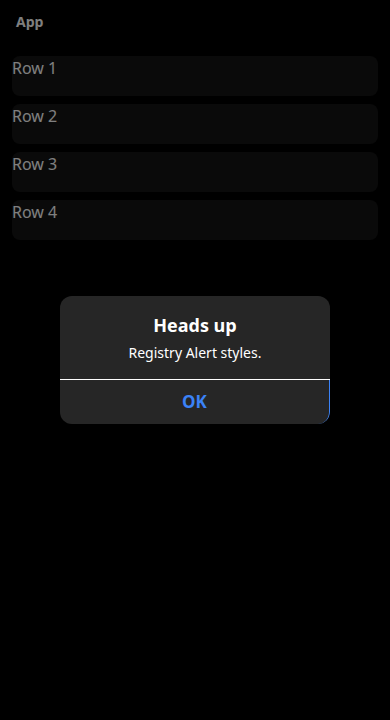 App
Row 1
Row 2
Row 3
Row 4
Heads up
Registry Alert styles.
OK